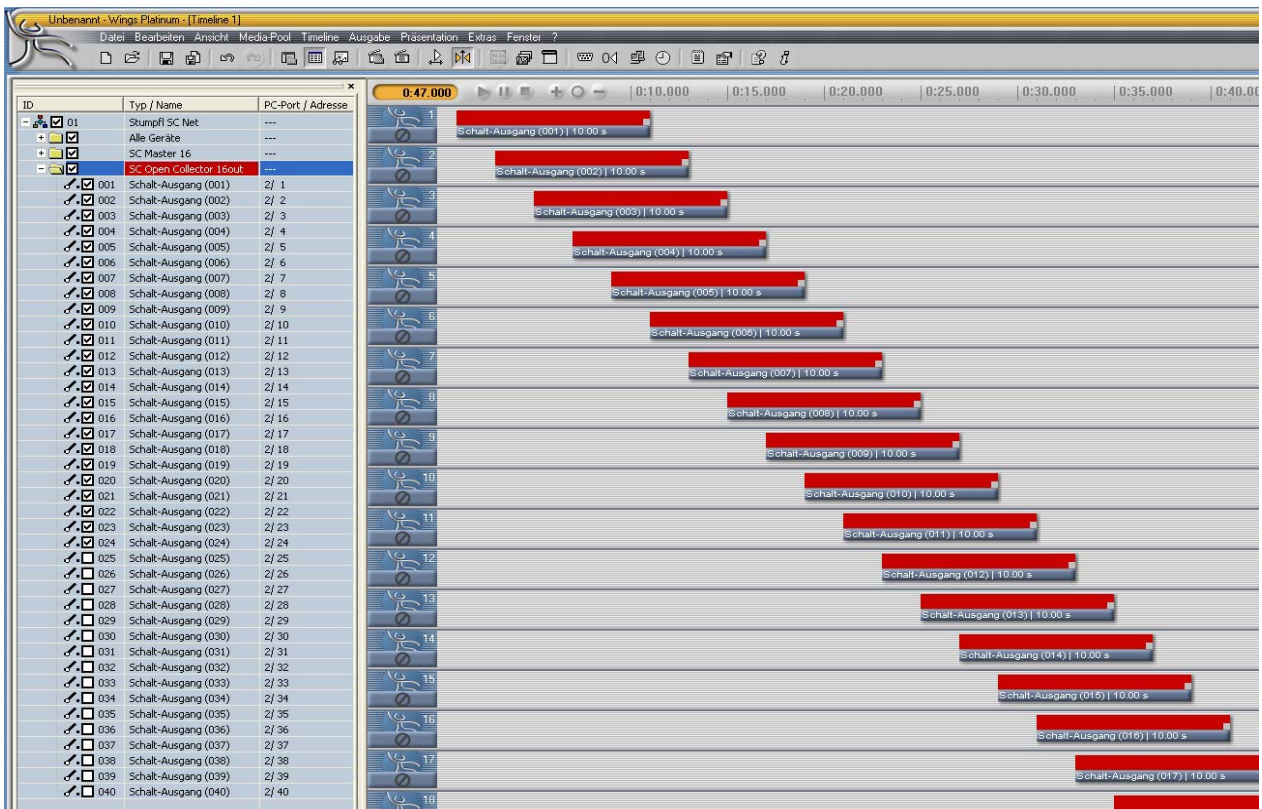 Unbenannt - Wings Platinum - [Timeline 1]
Datei Bearbeiten Ansicht Media-Pool Timeline Ausgabe Präsentation Extras Fenster ?
ID Typ / Name PC-Port / Adresse
0:47.000 0:10.000 0:15.000 0:20.000 0:25.000 0:30.000 0:35.000 0:40.00
01 Stumpfl SC Net ---
Alle Geräte ---
SC Master 16 ---
SC Open Collector 16out ---
001 Schalt-Ausgang (001) 2/ 1
002 Schalt-Ausgang (002) 2/ 2
003 Schalt-Ausgang (003) 2/ 3
004 Schalt-Ausgang (004) 2/ 4
005 Schalt-Ausgang (005) 2/ 5
006 Schalt-Ausgang (006) 2/ 6
007 Schalt-Ausgang (007) 2/ 7
008 Schalt-Ausgang (008) 2/ 8
009 Schalt-Ausgang (009) 2/ 9
010 Schalt-Ausgang (010) 2/ 10
011 Schalt-Ausgang (011) 2/ 11
012 Schalt-Ausgang (012) 2/ 12
013 Schalt-Ausgang (013) 2/ 13
014 Schalt-Ausgang (014) 2/ 14
015 Schalt-Ausgang (015) 2/ 15
016 Schalt-Ausgang (016) 2/ 16
017 Schalt-Ausgang (017) 2/ 17
018 Schalt-Ausgang (018) 2/ 18
019 Schalt-Ausgang (019) 2/ 19
020 Schalt-Ausgang (020) 2/ 20
021 Schalt-Ausgang (021) 2/ 21
022 Schalt-Ausgang (022) 2/ 22
023 Schalt-Ausgang (023) 2/ 23
024 Schalt-Ausgang (024) 2/ 24
025 Schalt-Ausgang (025) 2/ 25
026 Schalt-Ausgang (026) 2/ 26
027 Schalt-Ausgang (027) 2/ 27
028 Schalt-Ausgang (028) 2/ 28
029 Schalt-Ausgang (029) 2/ 29
030 Schalt-Ausgang (030) 2/ 30
031 Schalt-Ausgang (031) 2/ 31
032 Schalt-Ausgang (032) 2/ 32
033 Schalt-Ausgang (033) 2/ 33
034 Schalt-Ausgang (034) 2/ 34
035 Schalt-Ausgang (035) 2/ 35
036 Schalt-Ausgang (036) 2/ 36
037 Schalt-Ausgang (037) 2/ 37
038 Schalt-Ausgang (038) 2/ 38
039 Schalt-Ausgang (039) 2/ 39
040 Schalt-Ausgang (040) 2/ 40
1
Schalt-Ausgang (001) | 10.00 s
2
Schalt-Ausgang (002) | 10.00 s
3
Schalt-Ausgang (003) | 10.00 s
4
Schalt-Ausgang (004) | 10.00 s
5
Schalt-Ausgang (005) | 10.00 s
6
Schalt-Ausgang (006) | 10.00 s
7
Schalt-Ausgang (007) | 10.00 s
8
Schalt-Ausgang (008) | 10.00 s
9
Schalt-Ausgang (009) | 10.00 s
10
Schalt-Ausgang (010) | 10.00 s
11
Schalt-Ausgang (011) | 10.00 s
12
Schalt-Ausgang (012) | 10.00 s
13
Schalt-Ausgang (013) | 10.00 s
14
Schalt-Ausgang (014) | 10.00 s
15
Schalt-Ausgang (015) | 10.00 s
16
Schalt-Ausgang (016) | 10.00 s
17
Schalt-Ausgang (017) | 10.00 s
18